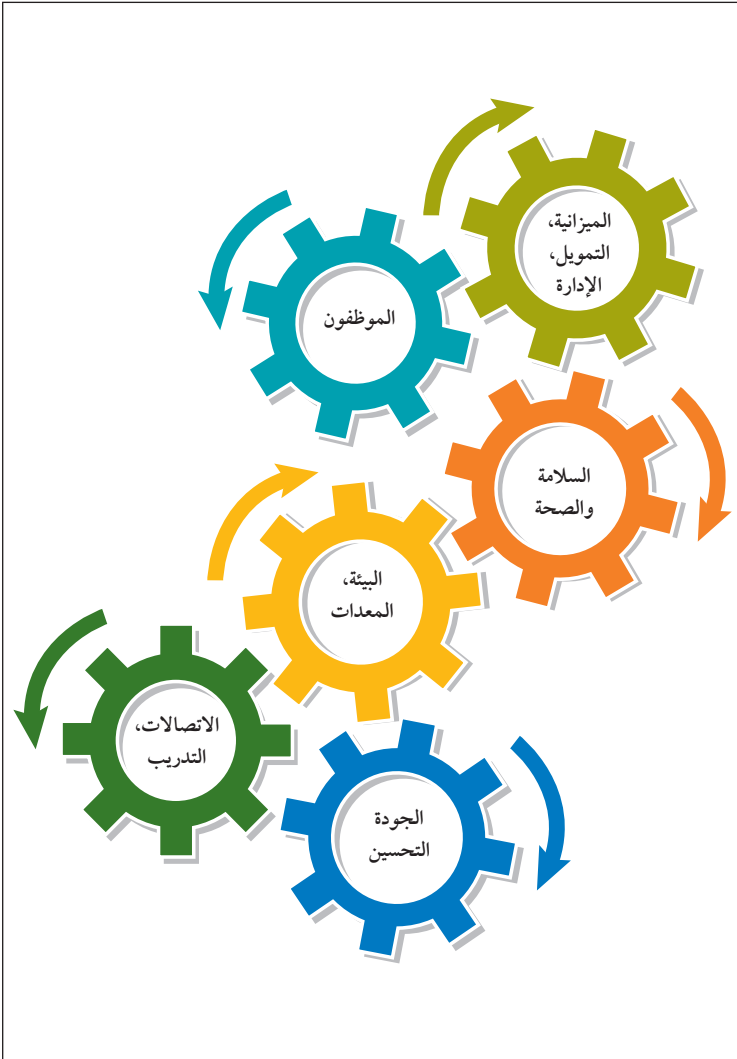 الميزانية،
التمويل،
الإدارة
الموظفون
السلامة
والصحة
البيئة،
المعدات
الاتصالات،
التدريب
الجودة
التحسين